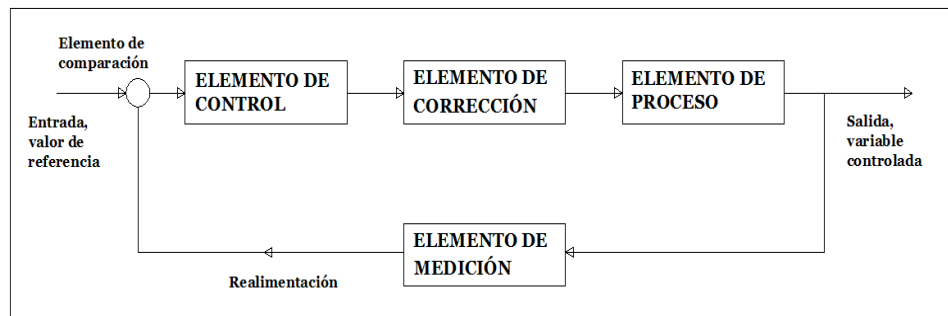 Elemento de
comparación
ELEMENTO DE
CONTROL
ELEMENTO DE
CORRECCIÓN
ELEMENTO DE
PROCESO
Entrada,
valor de
referencia
Salida,
variable
controlada
ELEMENTO DE
MEDICIÓN
Realimentación